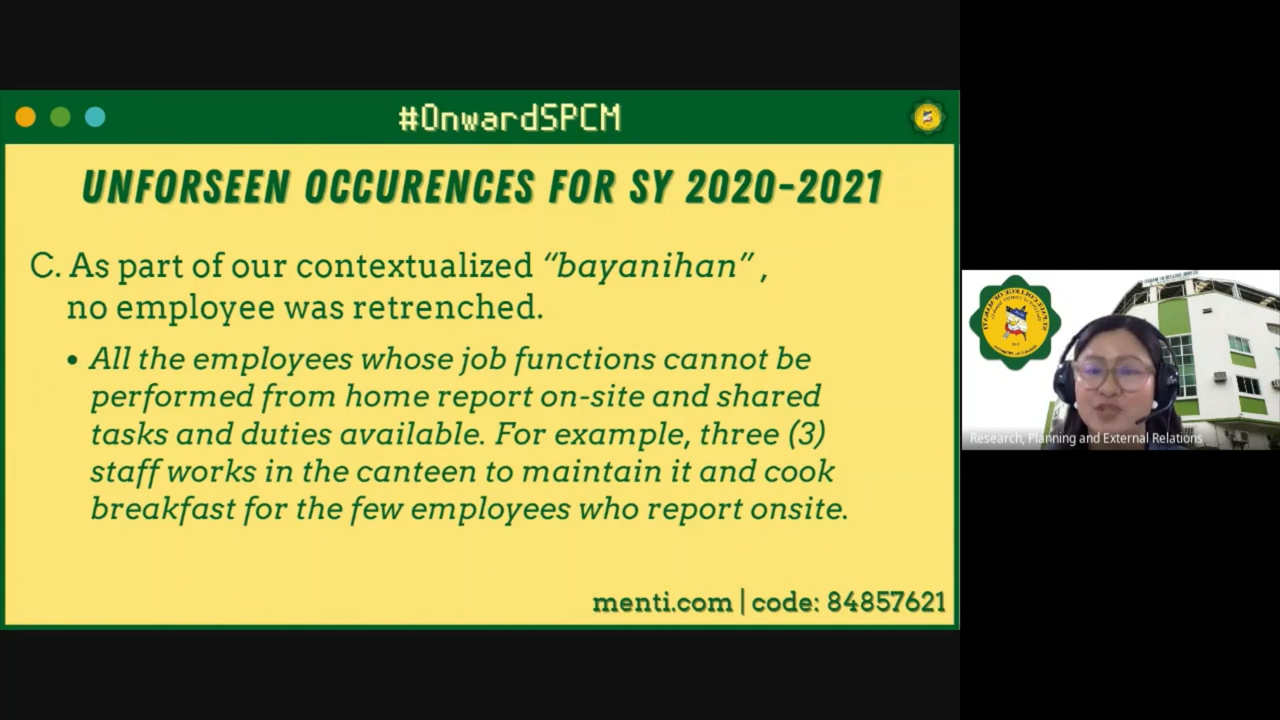 #OnwardSPCM
UNFORSEEN OCCURENCES FOR SY 2020-2021
C. As part of our contextualized “bayanihan” ,
no employee was retrenched.
• All the employees whose job functions cannot be
performed from home report on-site and shared
tasks and duties available. For example, three (3)
staff works in the canteen to maintain it and cook
breakfast for the few employees who report onsite.
menti.com | code: 84857621
Research, Planning and External Relations